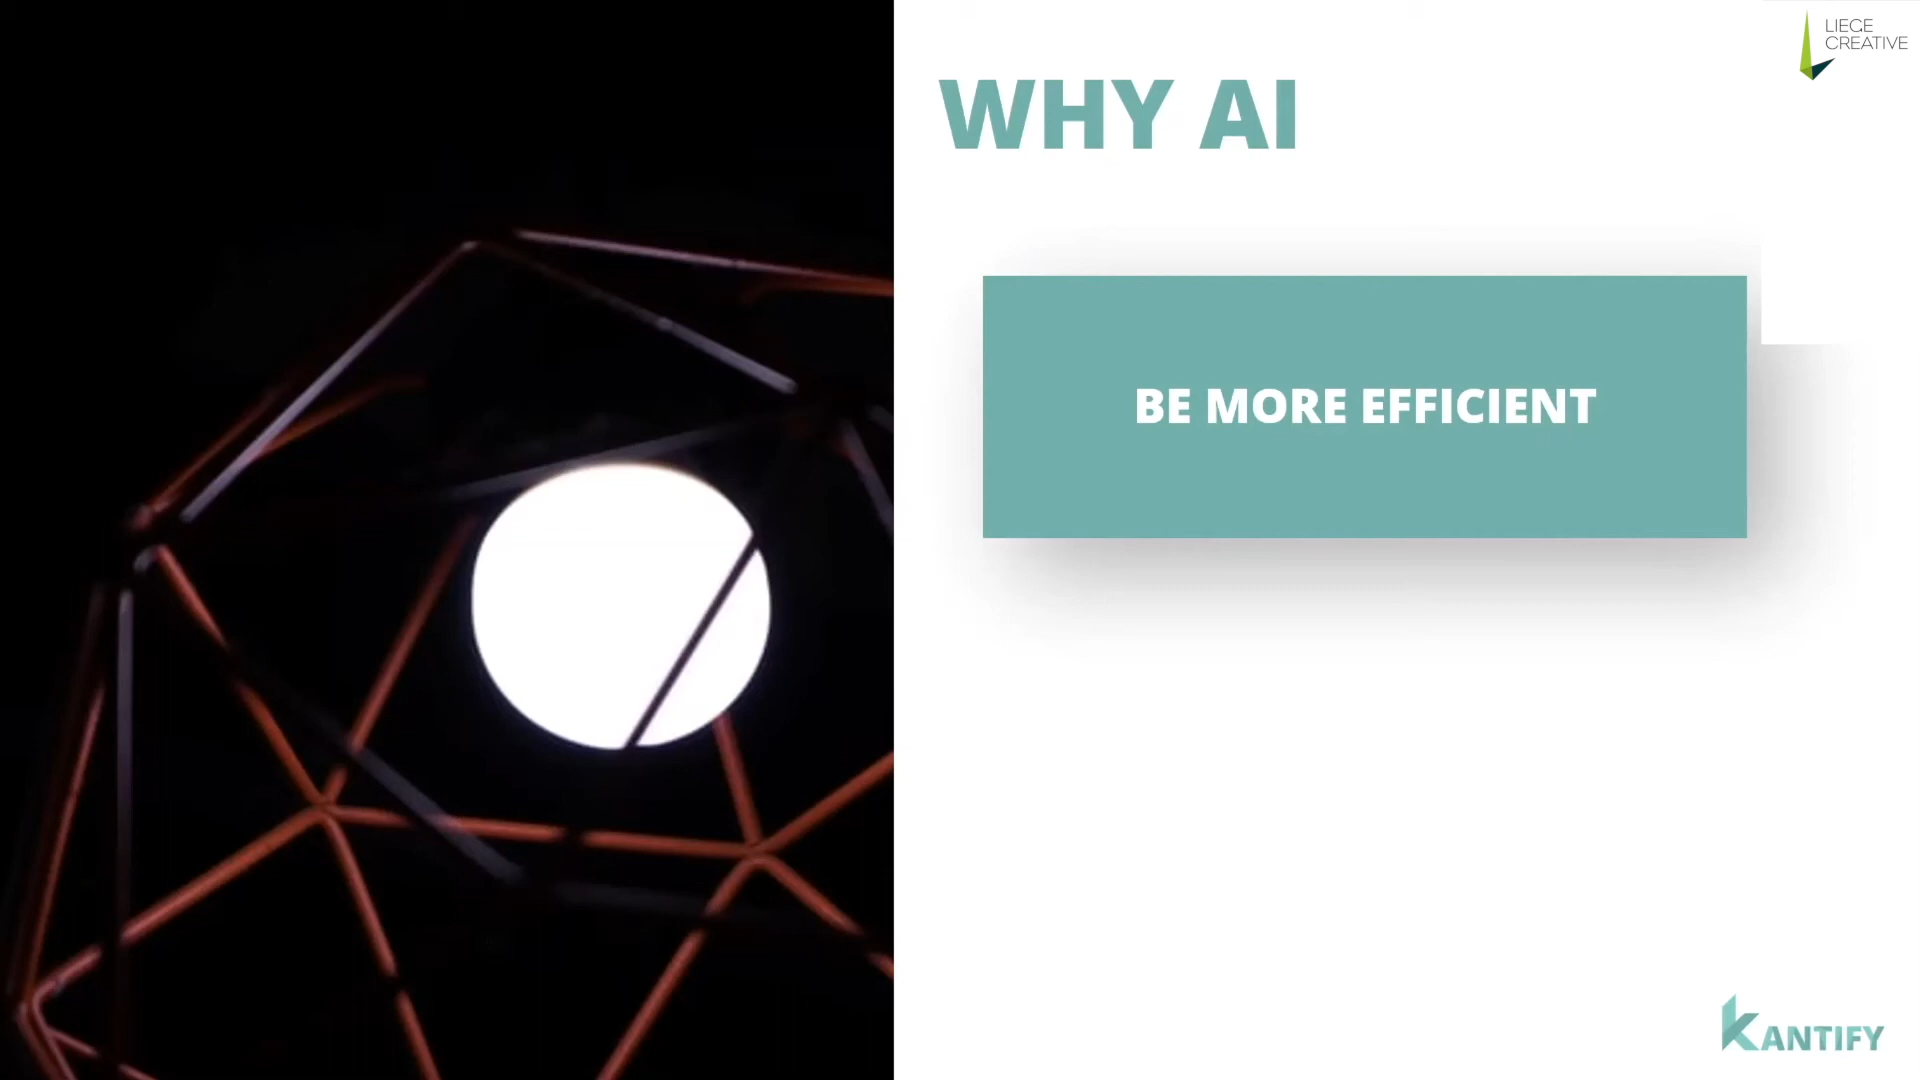 LIEGE
CREATIVE
WHY AI
BE MORE EFFICIENT
KANTIFY